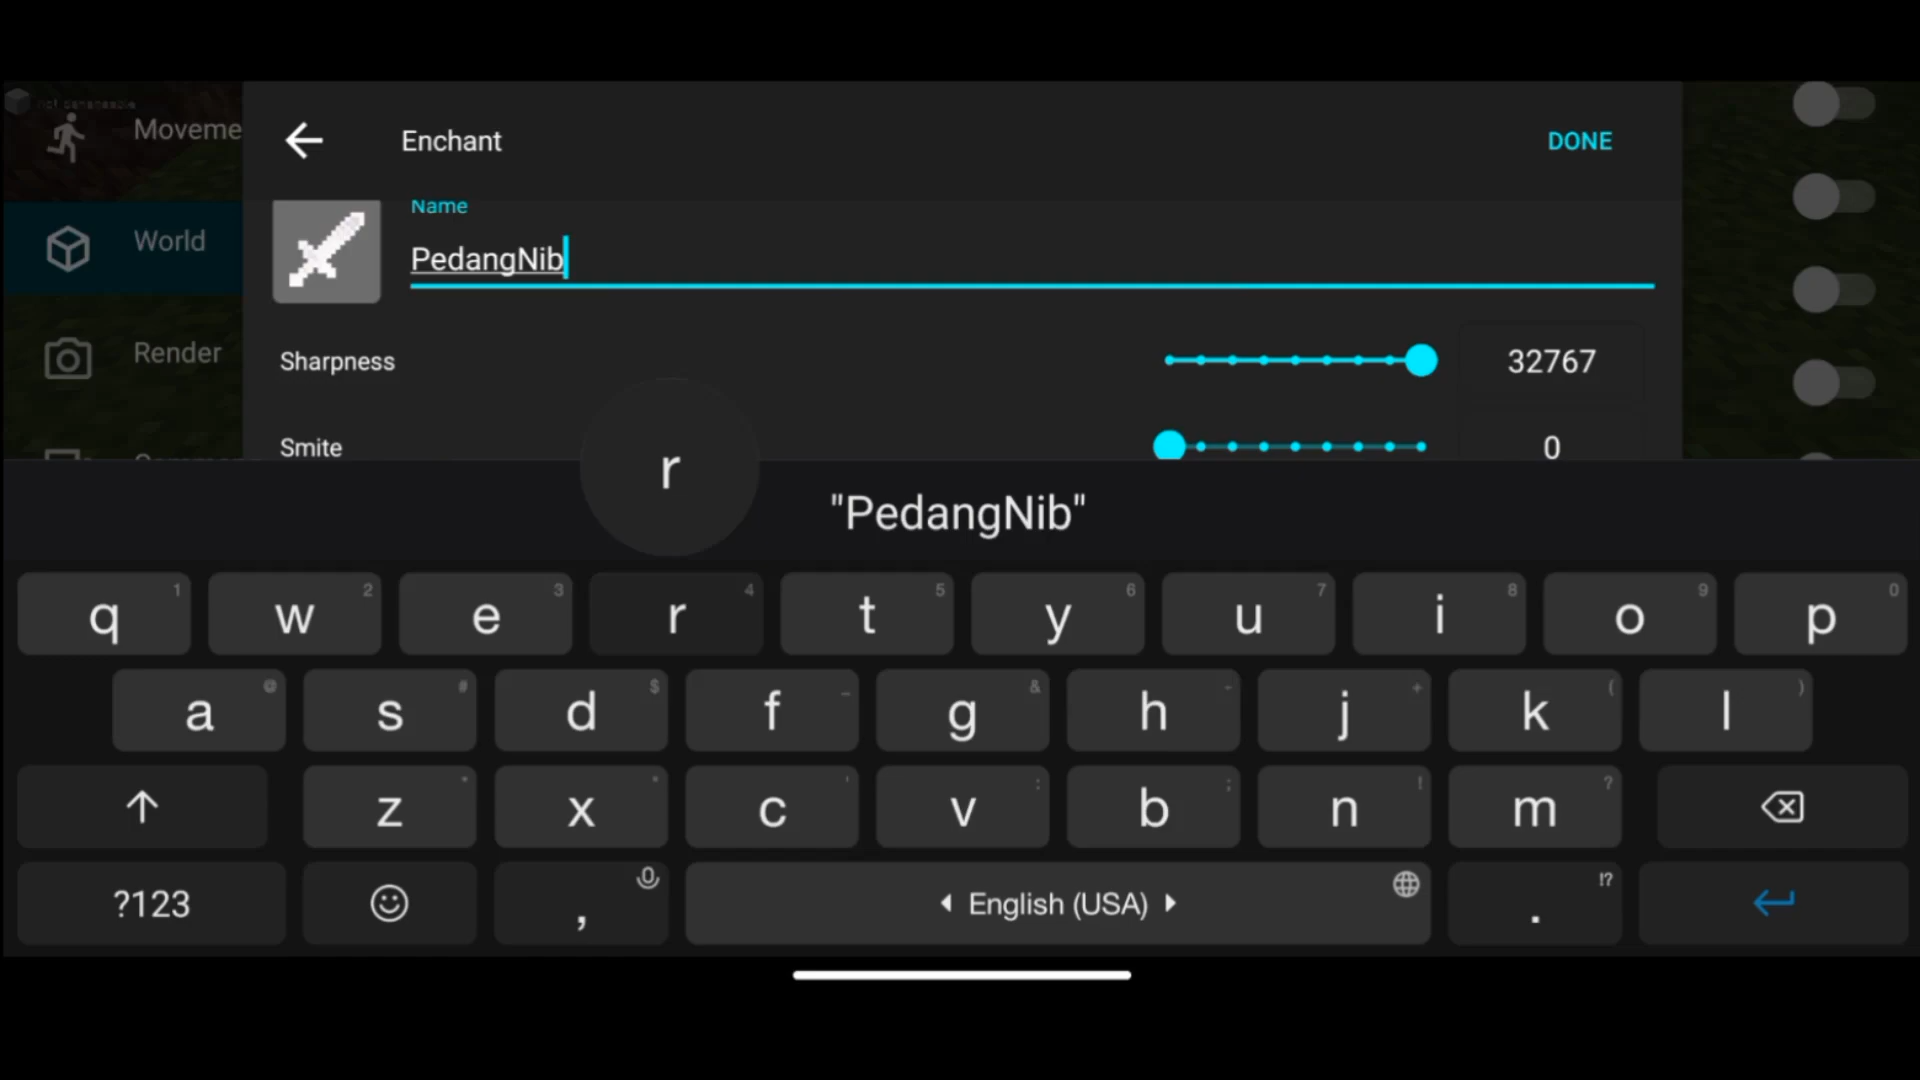 Moveme
Enchant
DONE
Name
World
PedangNib
Render
Sharpness
32767
Smite
0
r
"PedangNib"
q 1 w 2 e 3 r 4 t 5 y 6 u 7 i 8 o 9 p 0
a @ s # d $ f _ g & h - j + k ( l )
z * x " c ' v : b ; n ! m ?
?123 , English (USA) . !?